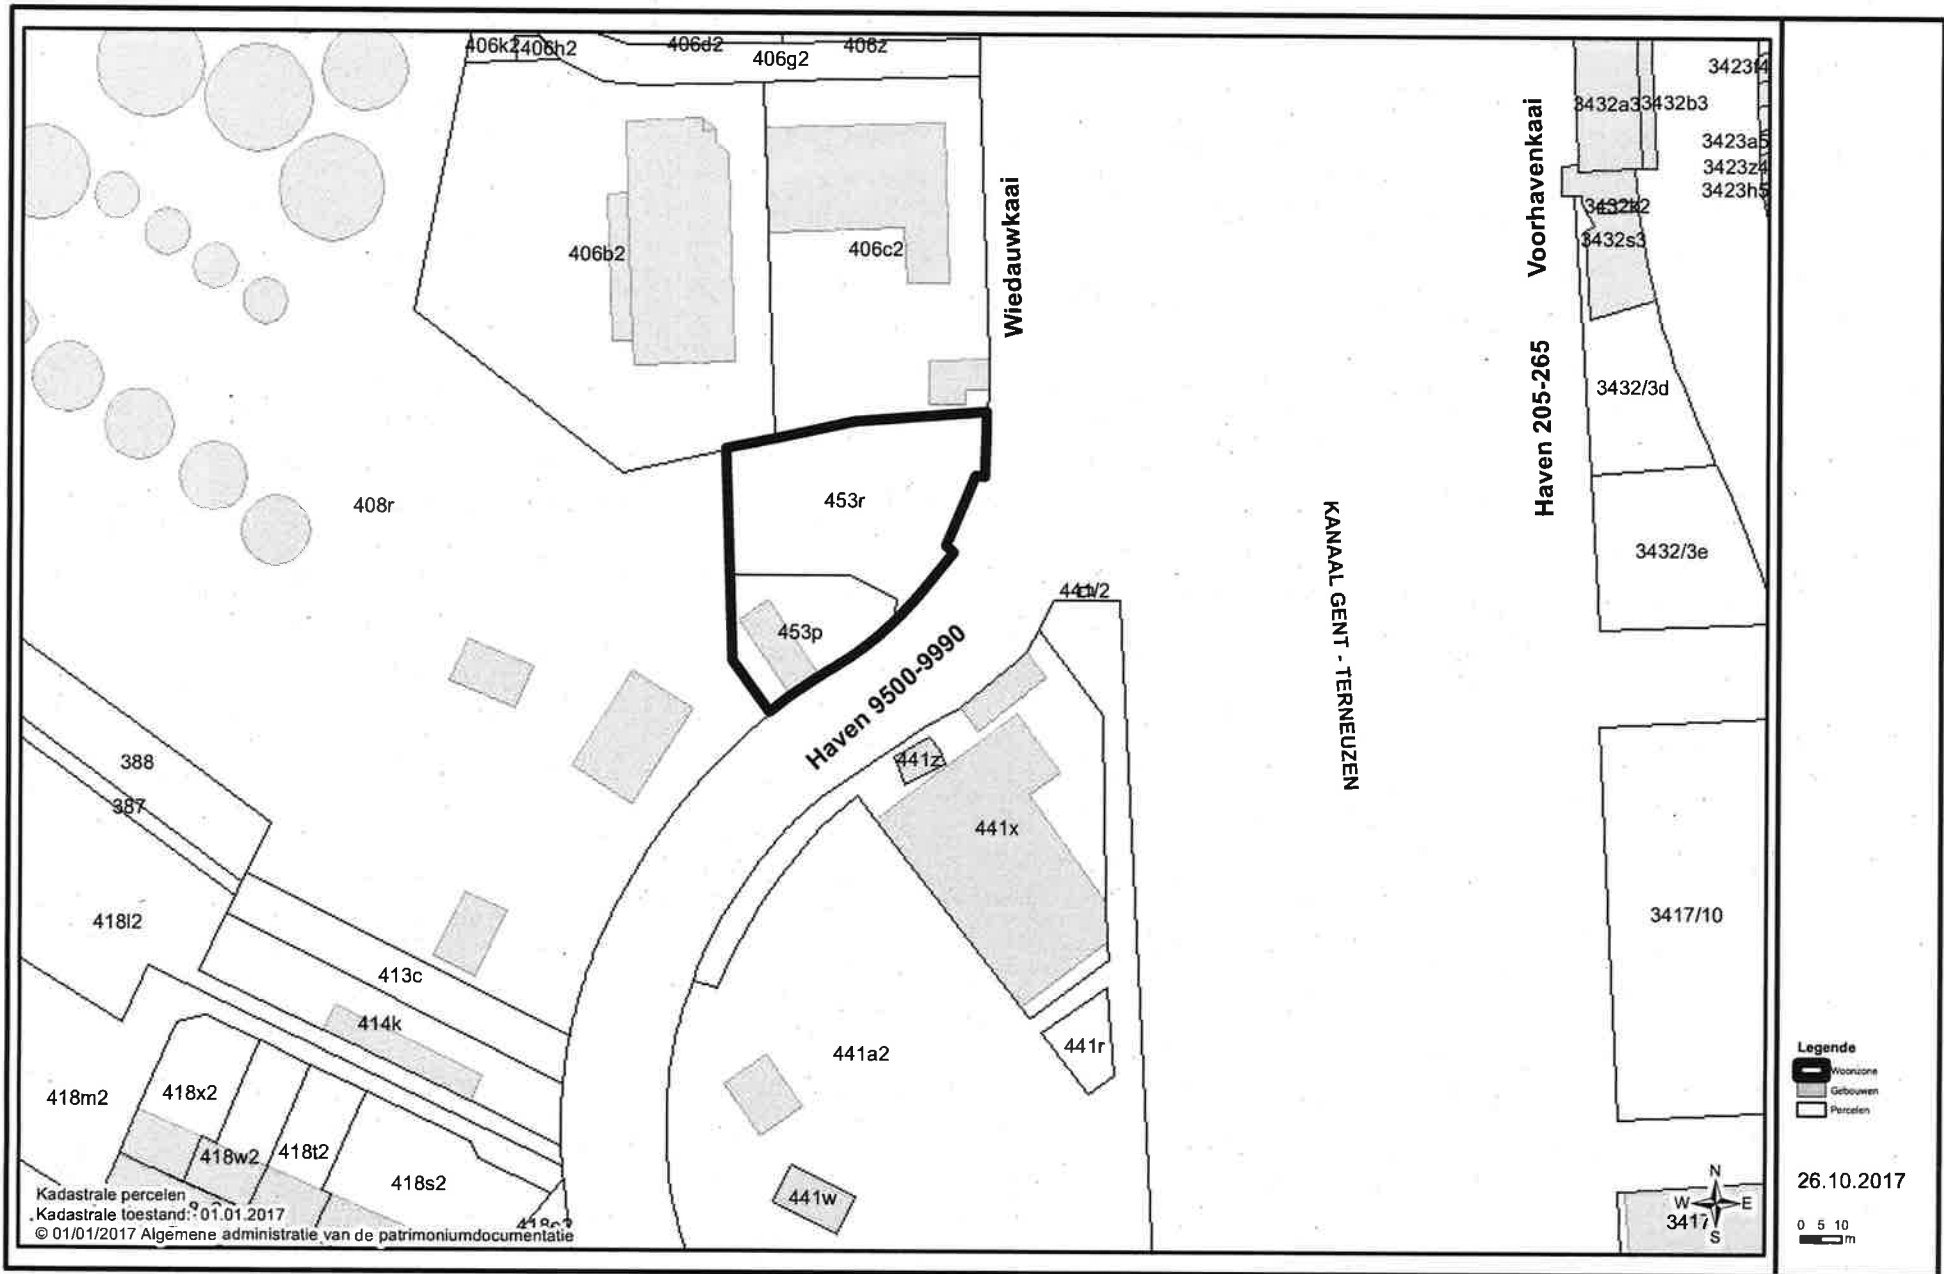 406k2
406h2
406d2
408z
406g2
3423f4
3432a3
3432b3
3423a5
3423z4
3423h5
3432s3
Voorhavenkaai
Wiedauwkaai
406b2
406c2
Haven 205-265
3432/3d
408r
453r
KANAAL GENT - TERNEUZEN
3432/3e
453p
Haven 9500-9990
441z
388
387
441x
418l2
3417/10
413c
414k
441r
441a2
418m2
418x2
418w2
418t2
418s2
441w
3417
Kadastrale percelen
Kadastrale toestand: 01.01.2017
© 01/01/2017 Algemene administratie van de patrimoniumdocumentatie
Legende
Woonzone
Gebouwen
Percelen
26.10.2017
N
W E
S
0 5 10
m